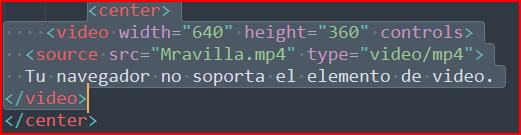 <center>
<video width="640" height="360" controls>
<source src="Mravilla.mp4" type="video/mp4">
Tu navegador no soporta el elemento de video.
</video>
</center>